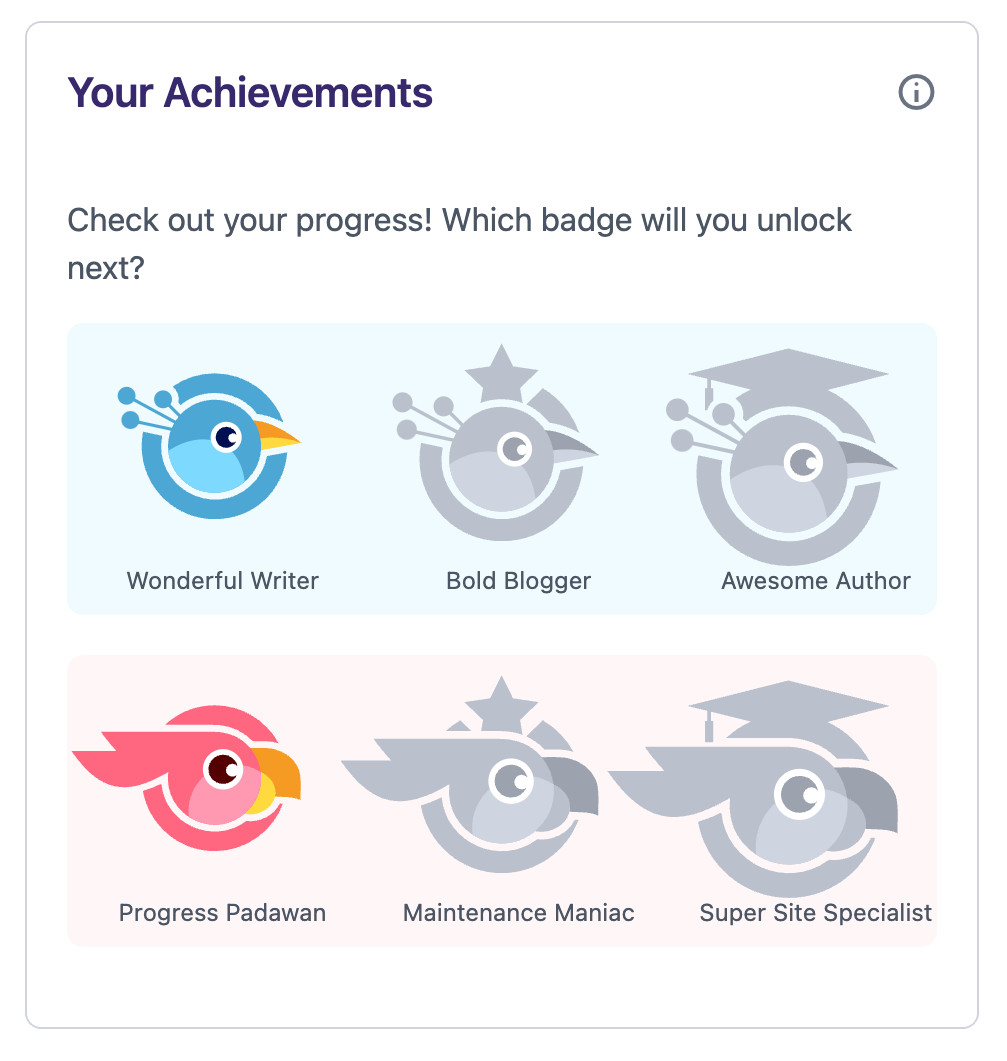 Your Achievements
Check out your progress! Which badge will you unlock
next?
Wonderful Writer
Bold Blogger
Awesome Author
Progress Padawan
Maintenance Maniac
Super Site Specialist